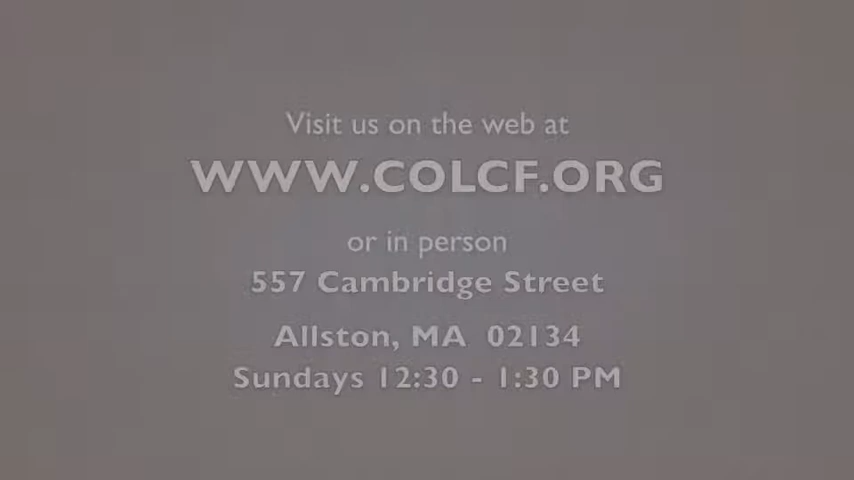 Visit us on the web at
WWW.COLCF.ORG
or in person
557 Cambridge Street
Allston, MA 02134
Sundays 12:30 - 1:30 PM